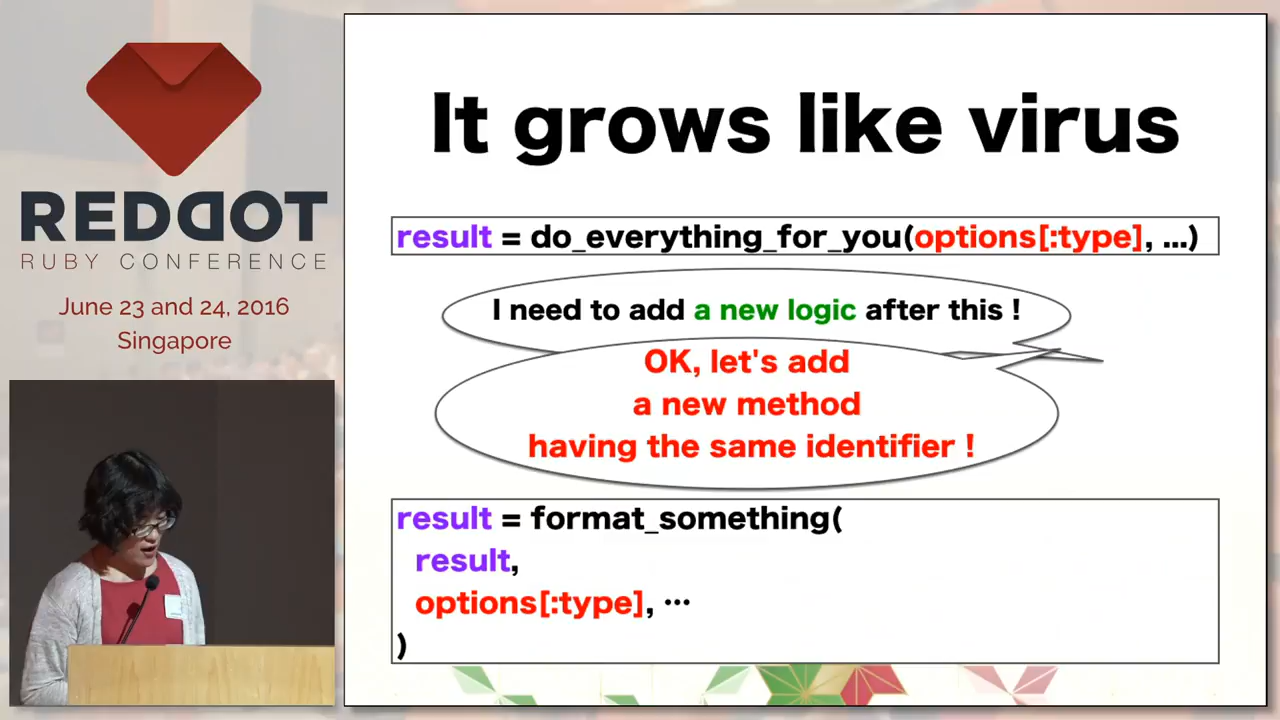 REDDOT
RUBY CONFERENCE
June 23 and 24, 2016
Singapore
It grows like virus
result = do_everything_for_you(options[:type], ...)
I need to add a new logic after this !
OK, let's add
a new method
having the same identifier !
result = format_something(
result,
options[:type], …
)